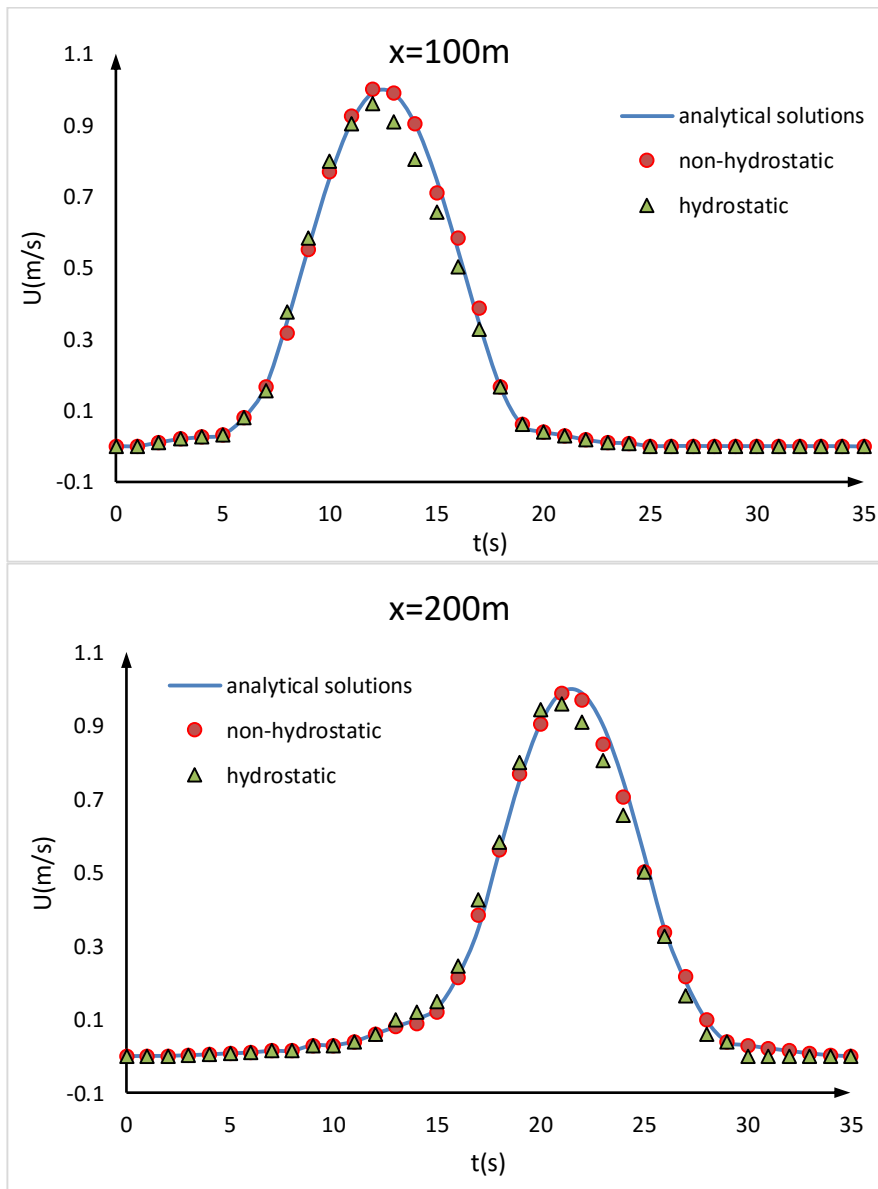 x=100m
1.1
0.9
0.7
0.5
0.3
0.1
-0.1
U(m/s)
analytical solutions
non-hydrostatic
hydrostatic
0 5 10 15 20 25 30 35
t(s)
x=200m
1.1
0.9
0.7
0.5
0.3
0.1
-0.1
U(m/s)
analytical solutions
non-hydrostatic
hydrostatic
0 5 10 15 20 25 30 35
t(s)